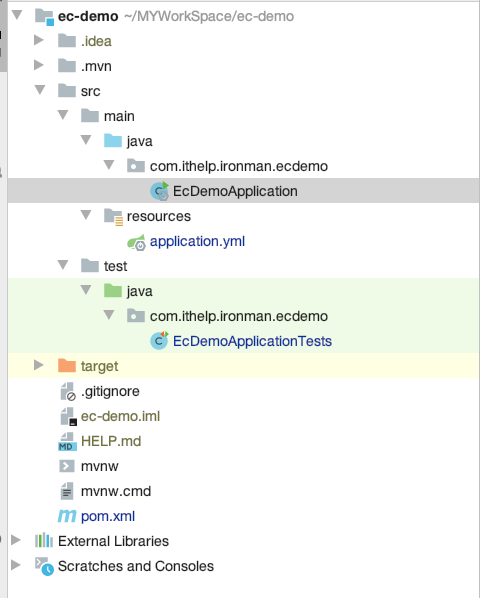 ec-demo ~/MYWorkSpace/ec-demo
.idea
.mvn
src
main
java
com.ithelp.ironman.ecdemo
EcDemoApplication
resources
application.yml
test
java
com.ithelp.ironman.ecdemo
EcDemoApplicationTests
target
.gitignore
ec-demo.iml
HELP.md
mvnw
mvnw.cmd
pom.xml
External Libraries
Scratches and Consoles